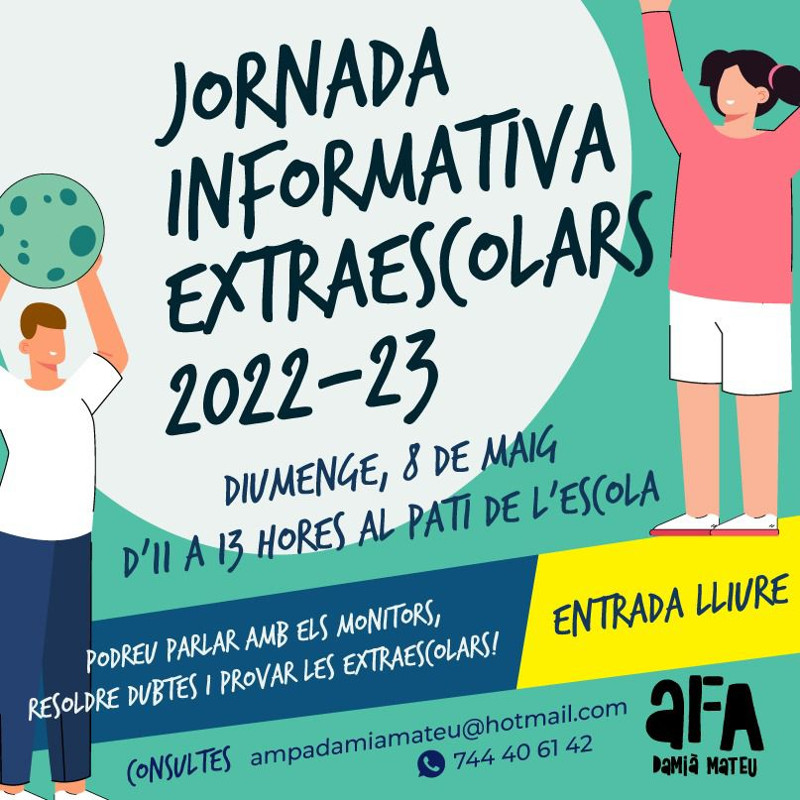 JORNADA
INFORMATIVA
EXTRAESCOLARS
2022-23
DIUMENGE, 8 DE MAIG
D'11 A 13 HORES AL PATI DE L'ESCOLA
ENTRADA LLIURE
PODREU PARLAR AMB ELS MONITORS,
RESOLDRE DUBTES I PROVAR LES EXTRAESCOLARS!
CONSULTES ampadamiamateu@hotmail.com
744 40 61 42
aFA
DAMIÀ MATEU